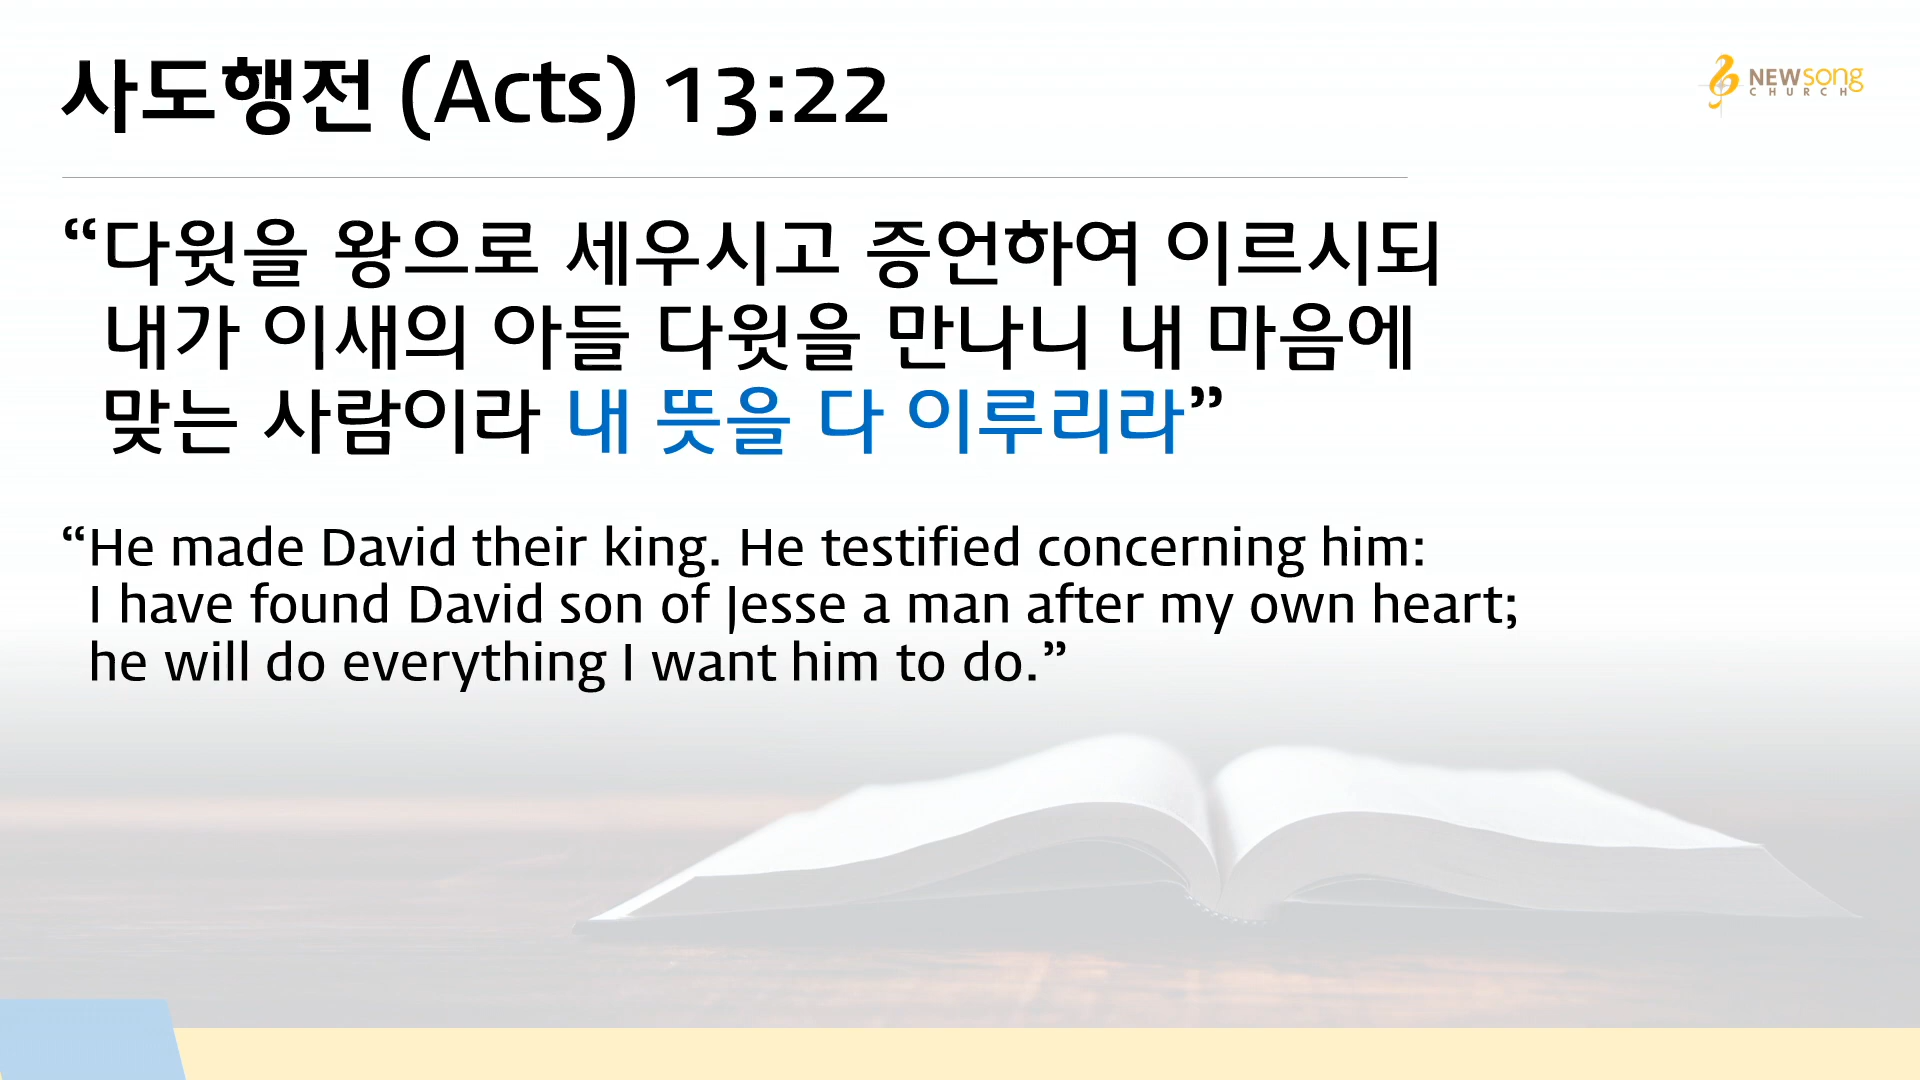 사도행전 (Acts) 13:22
NEWsong
CHURCH
“다윗을 왕으로 세우시고 증언하여 이르시되
내가 이새의 아들 다윗을 만나니 내 마음에
맞는 사람이라 내 뜻을 다 이루리라”
“He made David their king. He testified concerning him:
I have found David son of Jesse a man after my own heart;
he will do everything I want him to do.”